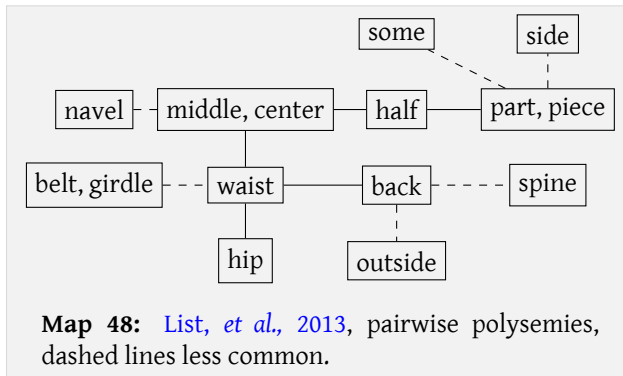 some
side
navel
middle, center
half
part, piece
belt, girdle
waist
back
spine
hip
outside
Map 48: List, et al., 2013, pairwise polysemies,
dashed lines less common.